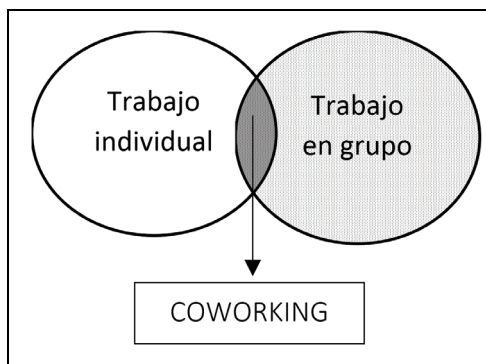 Trabajo
individual
Trabajo
en grupo
COWORKING